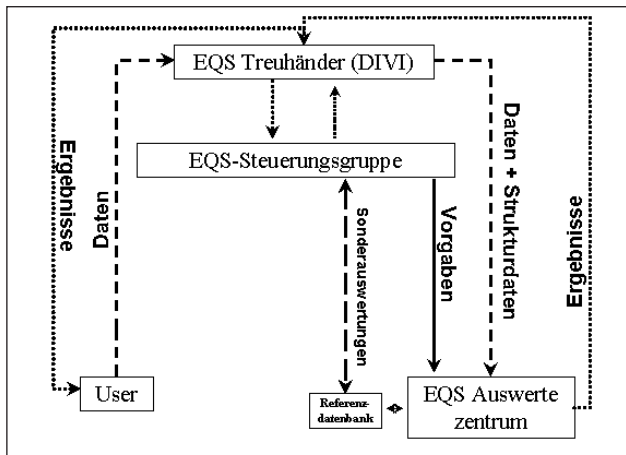 EQS Treuhänder (DIVI)
EQS-Steuerungsgruppe
Ergebnisse
Daten
Sonderauswertungen
Vorgaben
Daten + Strukturdaten
Ergebnisse
User
Referenz-
datenbank
EQS Auswerte
zentrum